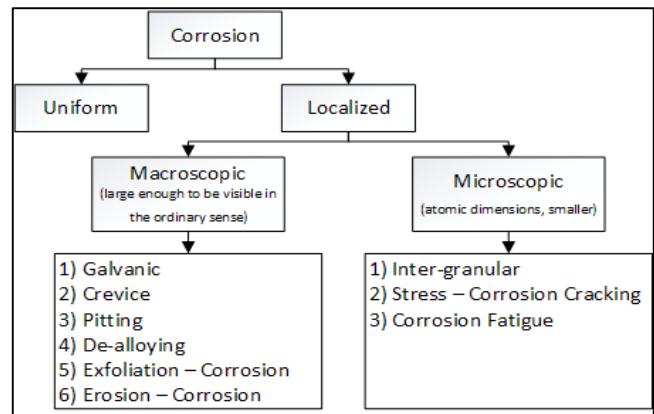 Corrosion
Uniform
Localized
Macroscopic
(large enough to be visible in
the ordinary sense)
Microscopic
(atomic dimensions, smaller)
1) Galvanic
2) Crevice
3) Pitting
4) De-alloying
5) Exfoliation – Corrosion
6) Erosion – Corrosion
1) Inter-granular
2) Stress – Corrosion Cracking
3) Corrosion Fatigue